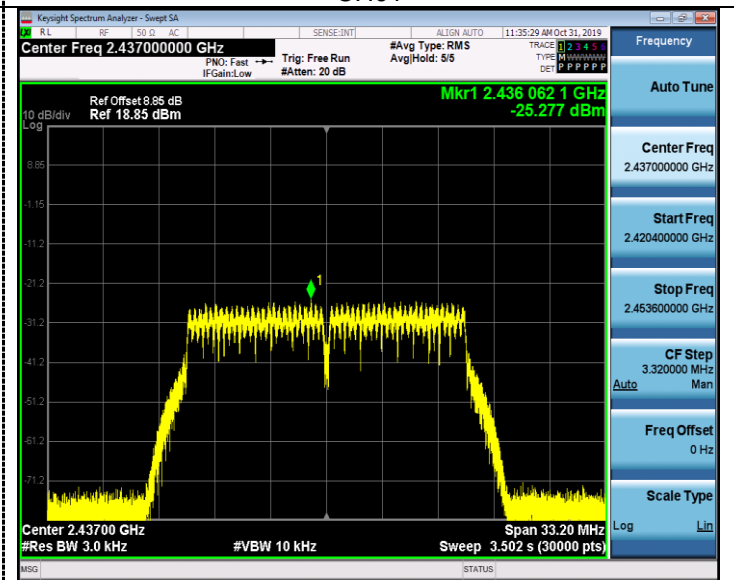 Keysight Spectrum Analyzer - Swept SA
RL RF 50 Ω AC SENSE:INT ALIGN AUTO 11:35:29 AM Oct 31, 2019
Center Freq 2.437000000 GHz
PNO: Fast
IFGain:Low
Trig: Free Run
#Atten: 20 dB
#Avg Type: RMS
Avg|Hold: 5/5
TRACE 1 2 3 4 5 6
TYPE M W W W W W
DET P P P P P P
Frequency
Ref Offset 8.85 dB
10 dB/div Ref 18.85 dBm
Log
Mkr1 2.436 062 1 GHz
-25.277 dBm
8.85
-1.15
-11.2
-21.2
-31.2
-41.2
-51.2
-61.2
-71.2
1
Center 2.43700 GHz
Span 33.20 MHz
#Res BW 3.0 kHz
#VBW 10 kHz
Sweep 3.502 s (30000 pts)
Auto Tune
Center Freq
2.437000000 GHz
Start Freq
2.420400000 GHz
Stop Freq
2.453600000 GHz
CF Step
3.320000 MHz
Auto Man
Freq Offset
0 Hz
Scale Type
Log Lin
MSG
STATUS